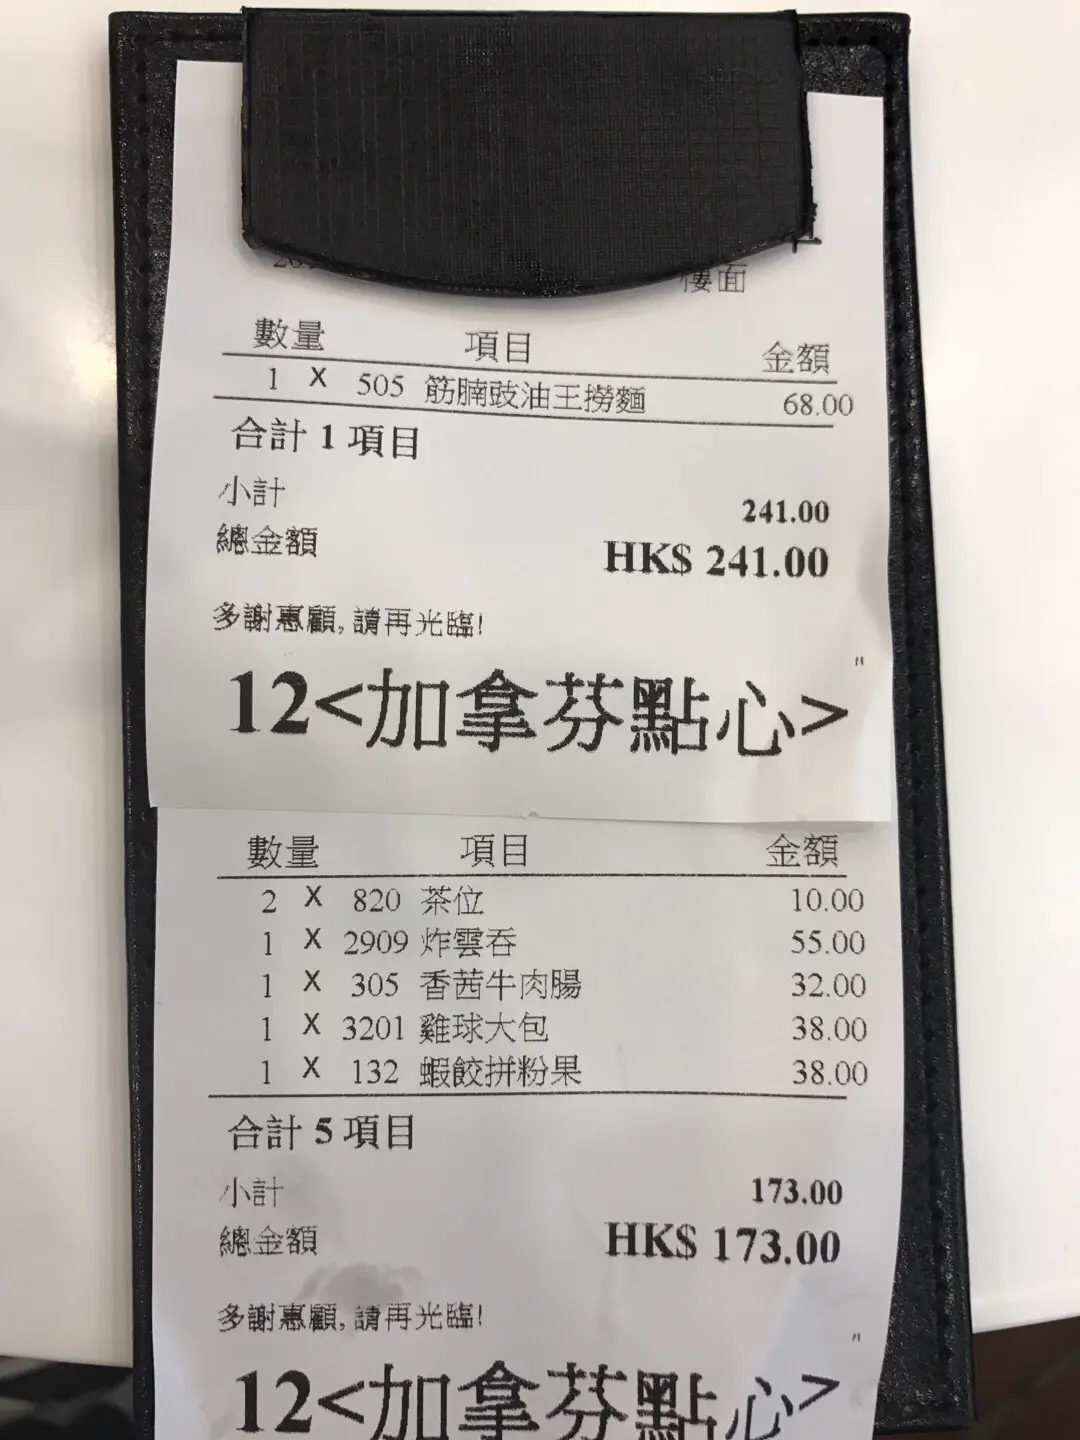 樓面
數量 項目 金額
1 X 505 筋腩豉油王撈麵 68.00
合計 1 項目
小計 241.00
總金額 HK$ 241.00
多謝惠顧, 請再光臨!
"
12<加拿芬點心>
數量 項目 金額
2 X 820 茶位 10.00
1 X 2909 炸雲吞 55.00
1 X 305 香茜牛肉腸 32.00
1 X 3201 雞球大包 38.00
1 X 132 蝦餃拼粉果 38.00
合計 5 項目
小計 173.00
總金額 HK$ 173.00
多謝惠顧, 請再光臨!
"
12<加拿芬點心>